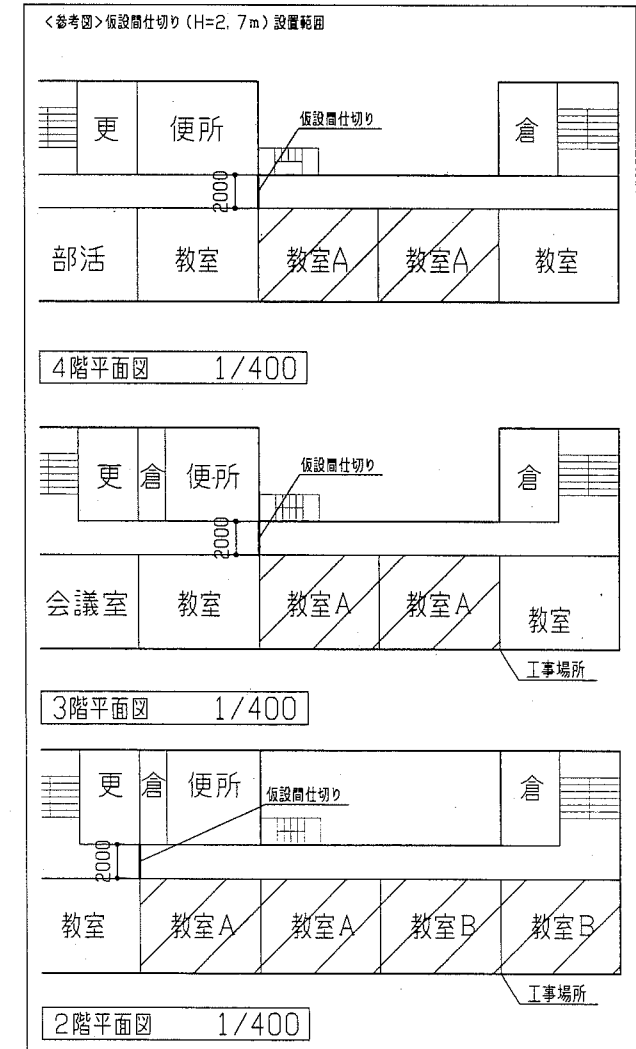 <参考図>仮設間仕切り(H=2,7m)設置範囲
更 便所 仮設間仕切り 倉
2000
部活 教室 教室A 教室A 教室
4階平面図 1/400
更 倉 便所 仮設間仕切り 倉
2000
会議室 教室 教室A 教室A 教室
工事場所
3階平面図 1/400
更 倉 便所 仮設間仕切り 倉
2000
教室 教室A 教室A 教室B 教室B
工事場所
2階平面図 1/400